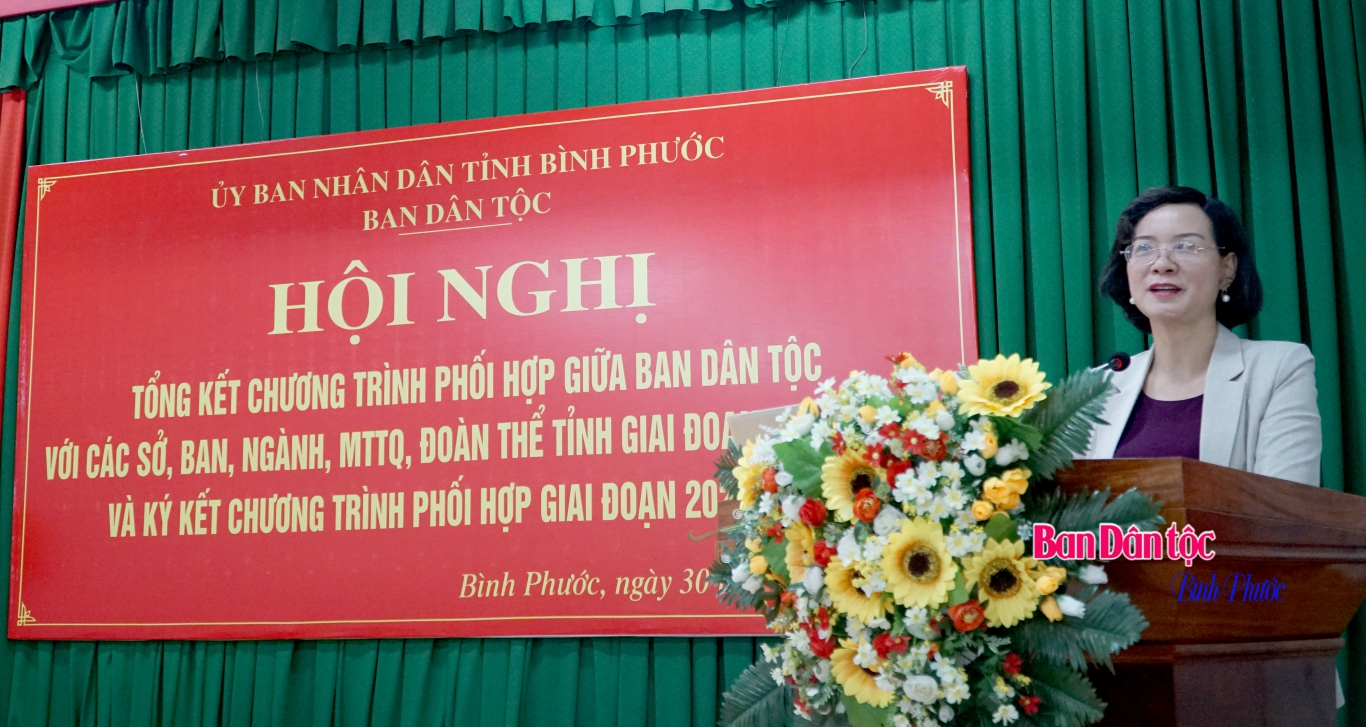 ỦY BAN NHÂN DÂN TỈNH BÌNH PHƯỚC
BAN DÂN TỘC
HỘI NGHỊ
TỔNG KẾT CHƯƠNG TRÌNH PHỐI HỢP GIỮA BAN DÂN TỘC
VỚI CÁC SỞ, BAN, NGÀNH, MTTQ, ĐOÀN THỂ TỈNH GIAI
VÀ KÝ KẾT CHƯƠNG TRÌNH PHỐI HỢP GIAI ĐOẠN
Bình Phước, ngày 30
Ban Dân tộc
Bình Phước